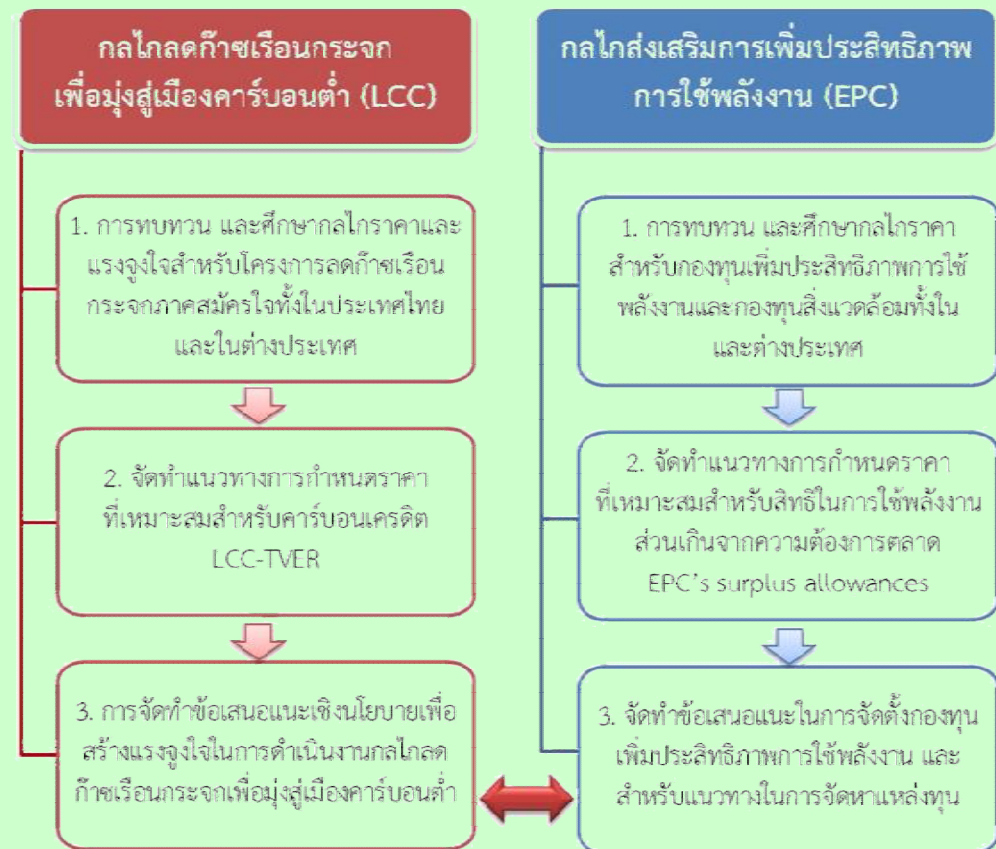 กลไกลดก๊าซเรือนกระจก
เพื่อมุ่งสู่เมืองคาร์บอนต่ำ (LCC)
1. การทบทวน และศึกษากลไกราคาและ
แรงจูงใจสำหรับโครงการลดก๊าซเรือน
กระจกภาคสมัครใจทั้งในประเทศไทย
และในต่างประเทศ
2. จัดทำแนวทางการกำหนดราคา
ที่เหมาะสมสำหรับคาร์บอนเครดิต
LCC-TVER
3. การจัดทำข้อเสนอแนะเชิงนโยบายเพื่อ
สร้างแรงจูงใจในการดำเนินงานกลไกลด
ก๊าซเรือนกระจกเพื่อมุ่งสู่เมืองคาร์บอนต่ำ
กลไกส่งเสริมการเพิ่มประสิทธิภาพ
การใช้พลังงาน (EPC)
1. การทบทวน และศึกษากลไกราคา
สำหรับกองทุนเพิ่มประสิทธิภาพการใช้
พลังงานและกองทุนสิ่งแวดล้อมทั้งใน
และต่างประเทศ
2. จัดทำแนวทางการกำหนดราคา
ที่เหมาะสมสำหรับสิทธิในการใช้พลังงาน
ส่วนเกินจากความต้องการตลาด
EPC's surplus allowances
3. จัดทำข้อเสนอแนะในการจัดตั้งกองทุน
เพิ่มประสิทธิภาพการใช้พลังงาน และ
สำหรับแนวทางในการจัดหาแหล่งทุน